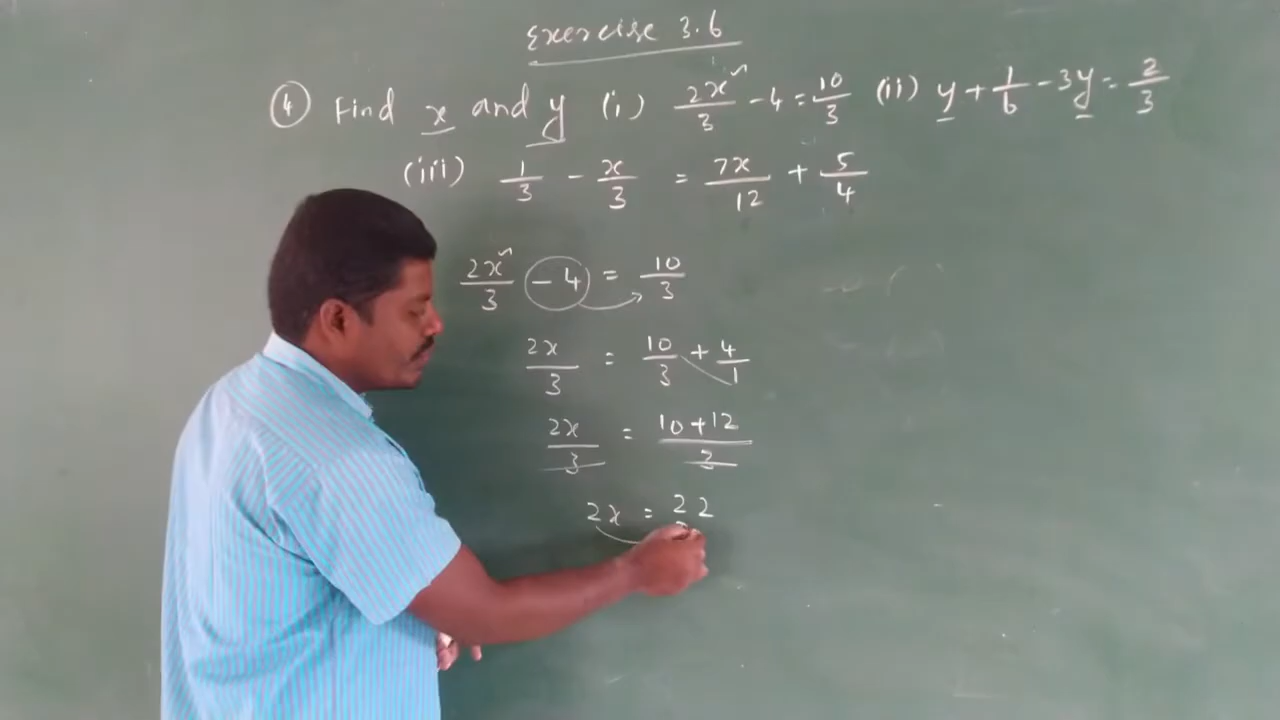 Exercise 3.6
④ Find x and y (i) 2x/3 - 4 = 10/3 (ii) y + 1/6 - 3y = 2/3
(iii) 1/3 - x/3 = 7x/12 + 5/4
2x/3 - 4 = 10/3
2x/3 = 10/3 + 4/1
2x/3 = 10+12/3
2x = 22